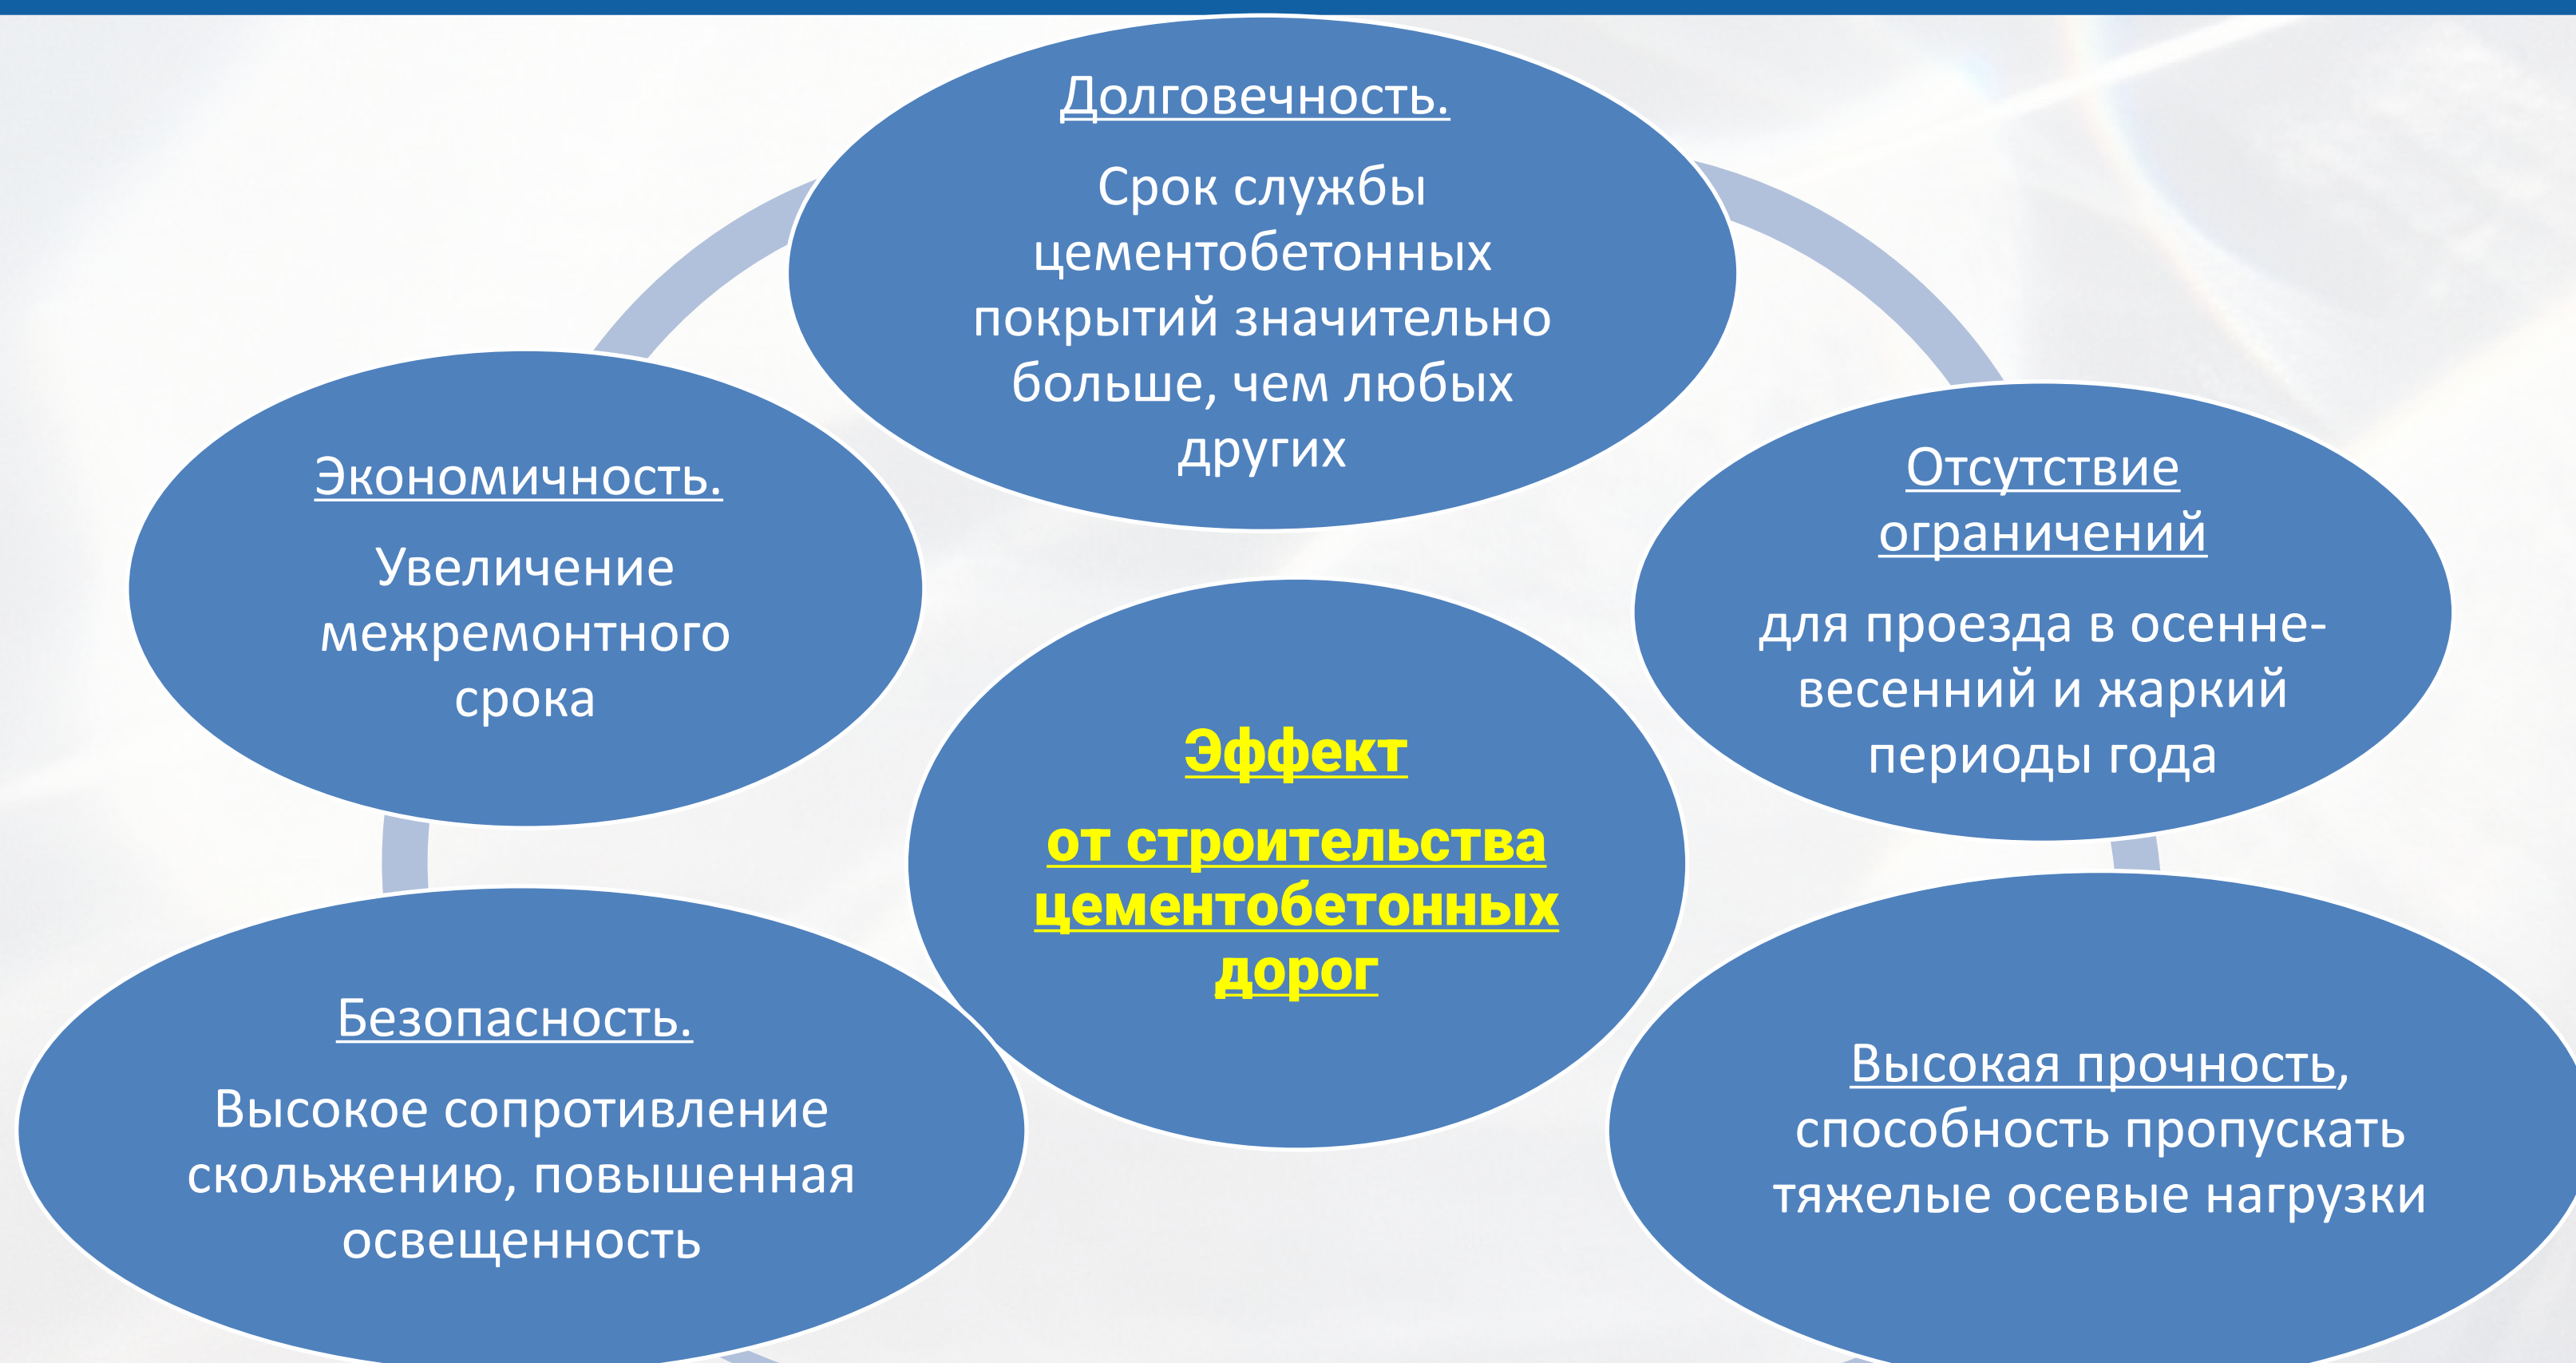 Долговечность.
Срок службы
цементобетонных
покрытий значительно
больше, чем любых
других
Экономичность.
Увеличение
межремонтного
срока
Отсутствие
ограничений
для проезда в осенне-
весенний и жаркий
периоды года
Эффект
от строительства
цементобетонных
дорог
Безопасность.
Высокое сопротивление
скольжению, повышенная
освещенность
Высокая прочность,
способность пропускать
тяжелые осевые нагрузки